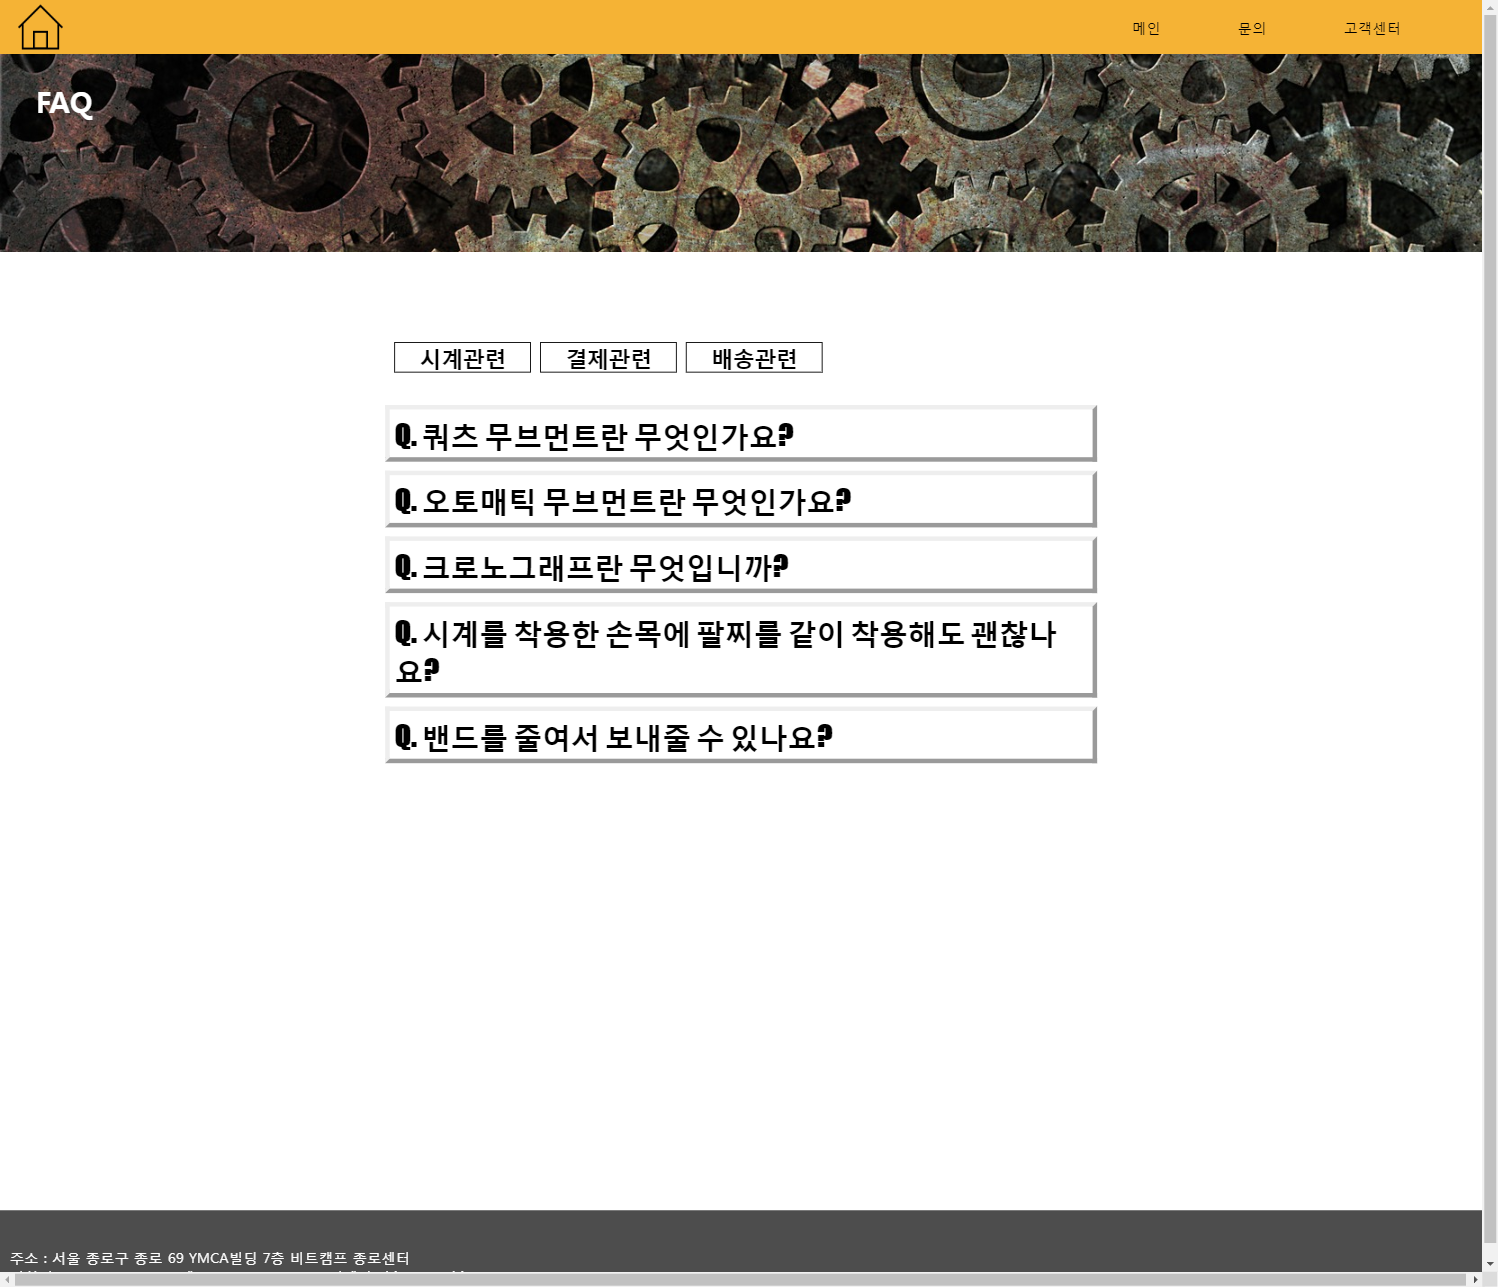 메인 문의 고객센터
FAQ
시계관련 결제관련 배송관련
Q. 쿼츠 무브먼트란 무엇인가요?
Q. 오토매틱 무브먼트란 무엇인가요?
Q. 크로노그래프란 무엇입니까?
Q. 시계를 착용한 손목에 팔찌를 같이 착용해도 괜찮나
요?
Q. 밴드를 줄여서 보내줄 수 있나요?
주소 : 서울 종로구 종로 69 YMCA빌딩 7층 비트캠프 종로센터